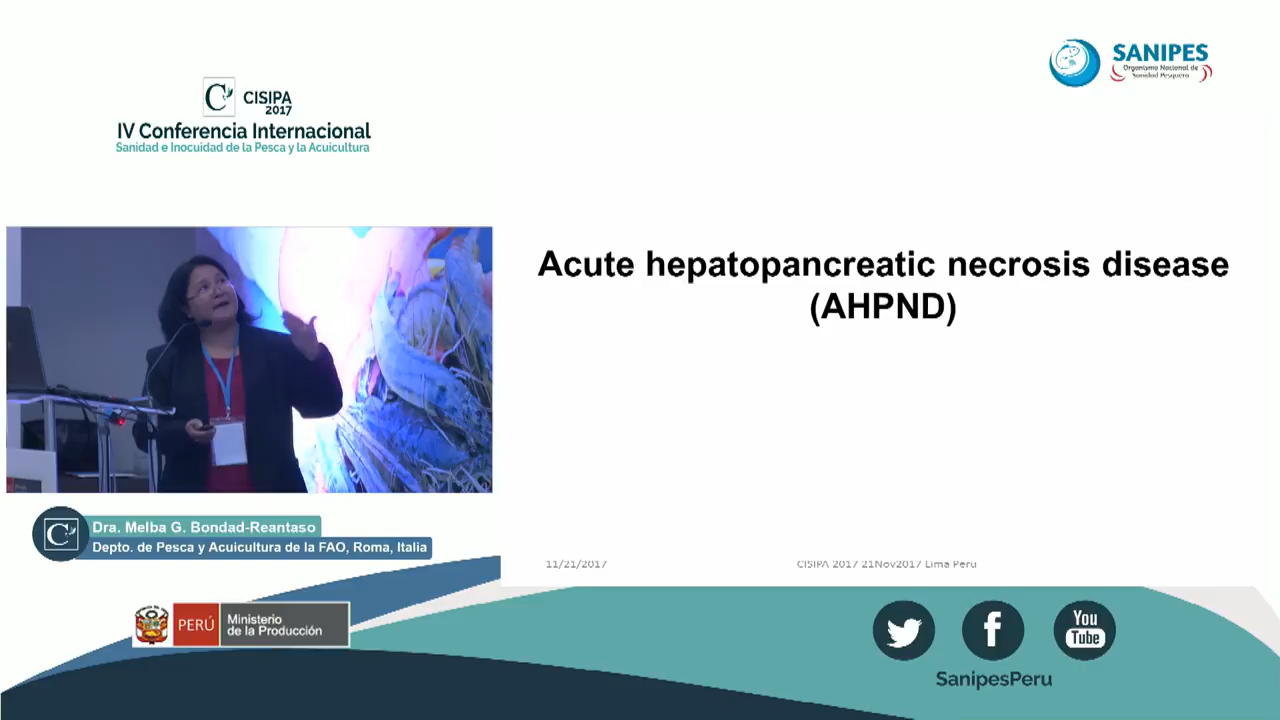 CISIPA
2017
IV Conferencia Internacional
Sanidad e Inocuidad de la Pesca y la Acuicultura
SANIPES
Organismo Nacional de
Sanidad Pesquera
Acute hepatopancreatic necrosis disease
(AHPND)
Dra. Melba G. Bondad-Reantaso
Depto. de Pesca y Acuicultura de la FAO, Roma, Italia
11/21/2017
CISIPA 2017 21Nov2017 Lima Peru
PERÚ
Ministerio
de la Producción
You
Tube
SanipesPeru